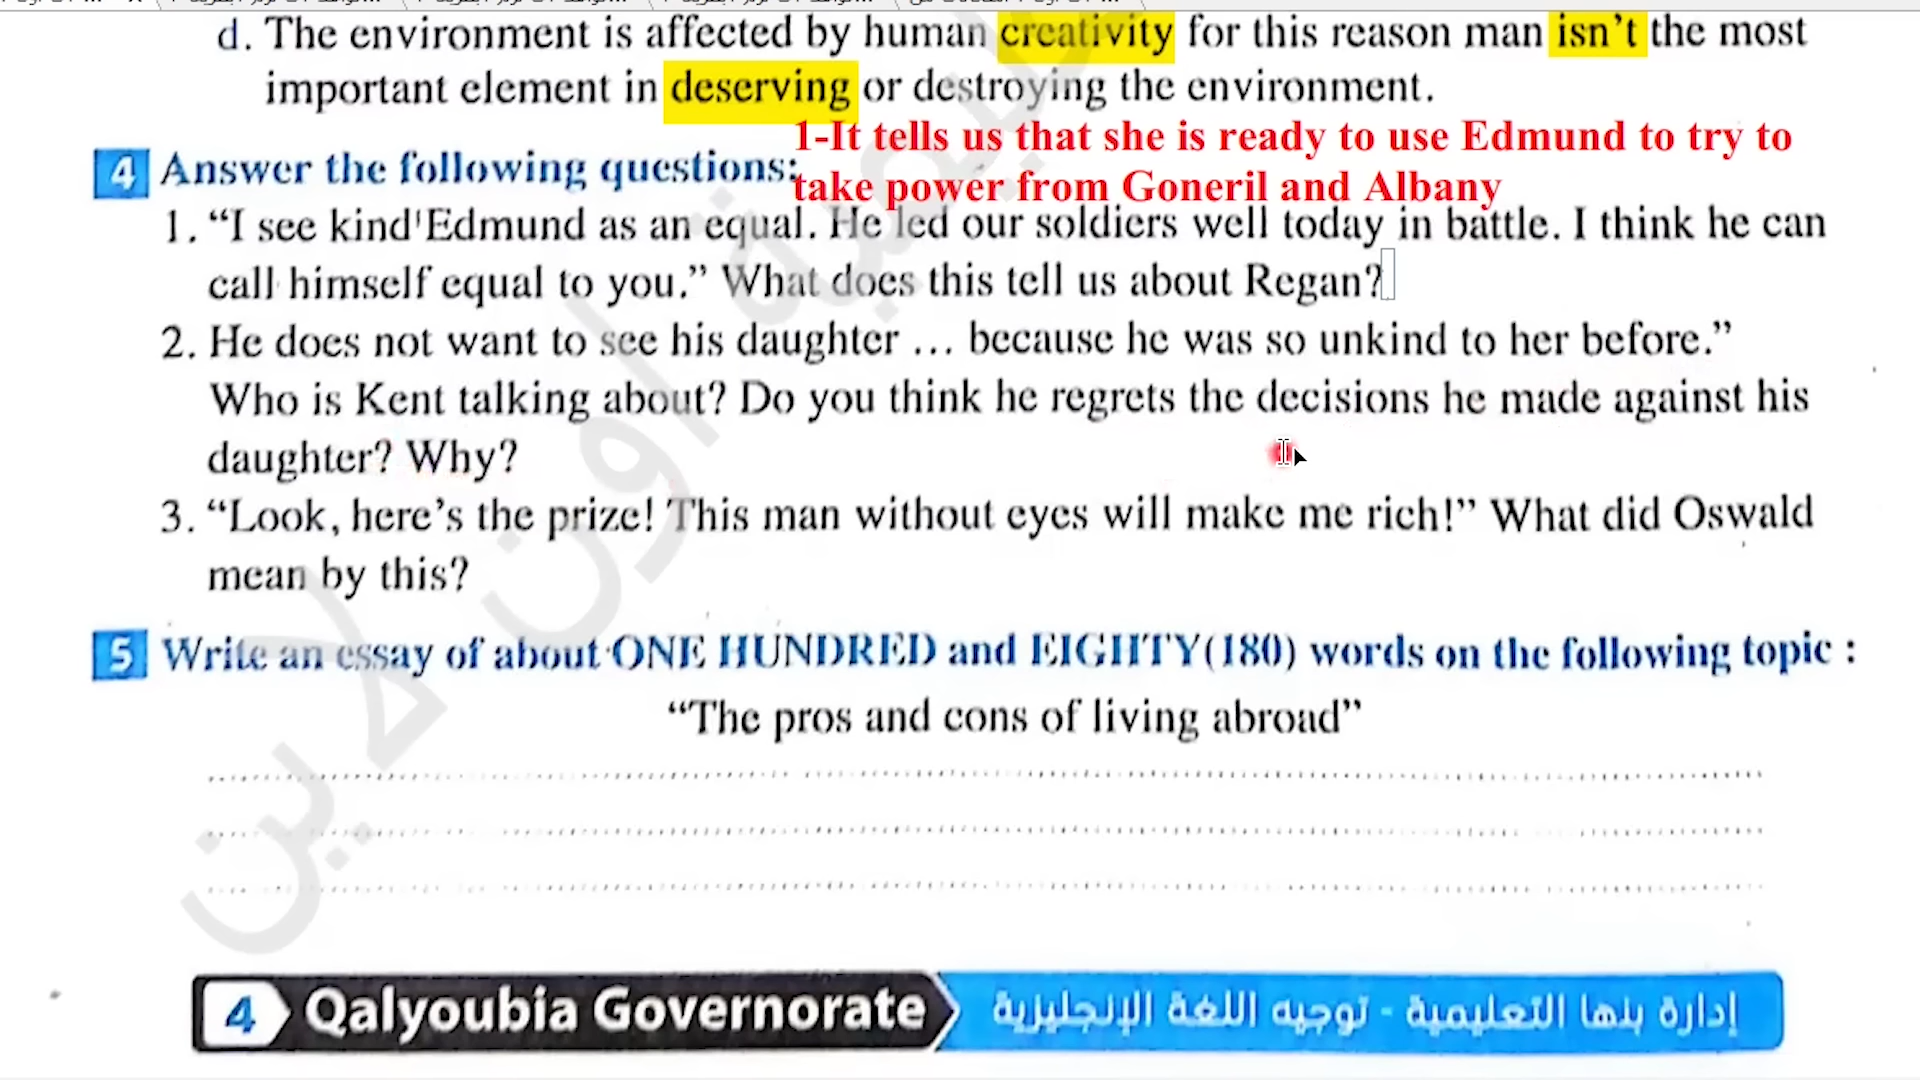 d. The environment is affected by human creativity for this reason man isn't the most
important element in deserving or destroying the environment.
1-It tells us that she is ready to use Edmund to try to
take power from Goneril and Albany
4 Answer the following questions:
1. “I see kind Edmund as an equal. He led our soldiers well today in battle. I think he can
call himself equal to you.” What does this tell us about Regan?
2. He does not want to see his daughter ... because he was so unkind to her before.”
Who is Kent talking about? Do you think he regrets the decisions he made against his
daughter? Why?
3. “Look, here's the prize! This man without eyes will make me rich!” What did Oswald
mean by this?
5 Write an essay of about ONE HUNDRED and EIGHTY(180) words on the following topic :
“The pros and cons of living abroad”
4 Qalyoubia Governorate
إدارة بنها التعليمية - توجيه اللغة الإنجليزية